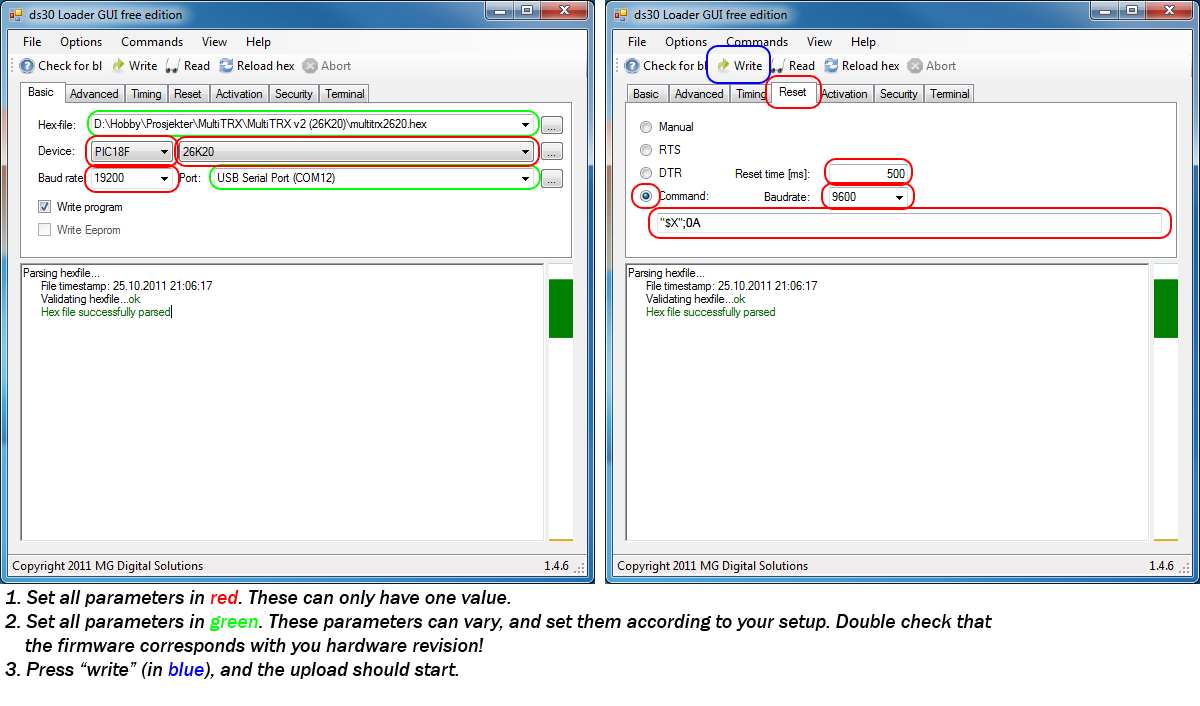 ds30 Loader GUI free edition
File Options Commands View Help
Check for bl Write Read Reload hex Abort
Basic Advanced Timing Reset Activation Security Terminal
Hex-file: D:\Hobby\Prosjekter\MultiTRX\MultiTRX v2 (26K20)\multitrx2620.hex ...
Device: PIC18F 26K20 ...
Baud rate: 19200 Port: USB Serial Port (COM12) ...
Write program
Write Eeprom
Parsing hexfile...
File timestamp: 25.10.2011 21:06:17
Validating hexfile...ok
Hex file successfully parsed
Copyright 2011 MG Digital Solutions 1.4.6
ds30 Loader GUI free edition
File Options Commands View Help
Check for bl Write Read Reload hex Abort
Basic Advanced Timing Reset Activation Security Terminal
Manual
RTS
DTR Reset time [ms]: 500
Command: Baudrate: 9600
"$X";0A
Parsing hexfile...
File timestamp: 25.10.2011 21:06:17
Validating hexfile...ok
Hex file successfully parsed
Copyright 2011 MG Digital Solutions 1.4.6
1. Set all parameters in red. These can only have one value.
2. Set all parameters in green. These parameters can vary, and set them according to your setup. Double check that
the firmware corresponds with you hardware revision!
3. Press “write” (in blue), and the upload should start.